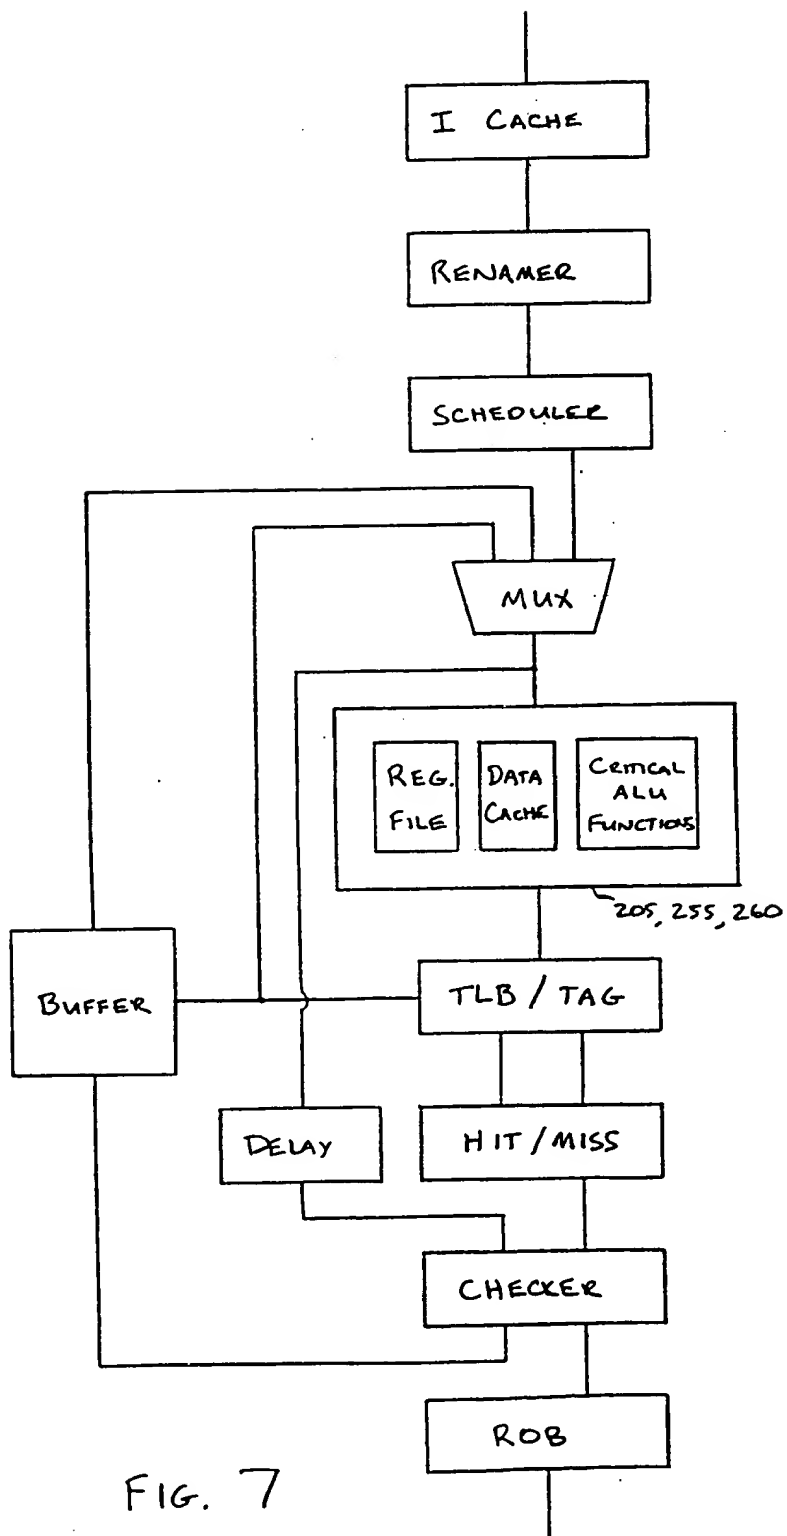 I CACHE
RENAMER
SCHEDULER
MUX
REG.
FILE
DATA
CACHE
CRITICAL
ALU
FUNCTIONS
205, 255, 260
BUFFER
TLB / TAG
DELAY
HIT / MISS
CHECKER
ROB
FIG. 7